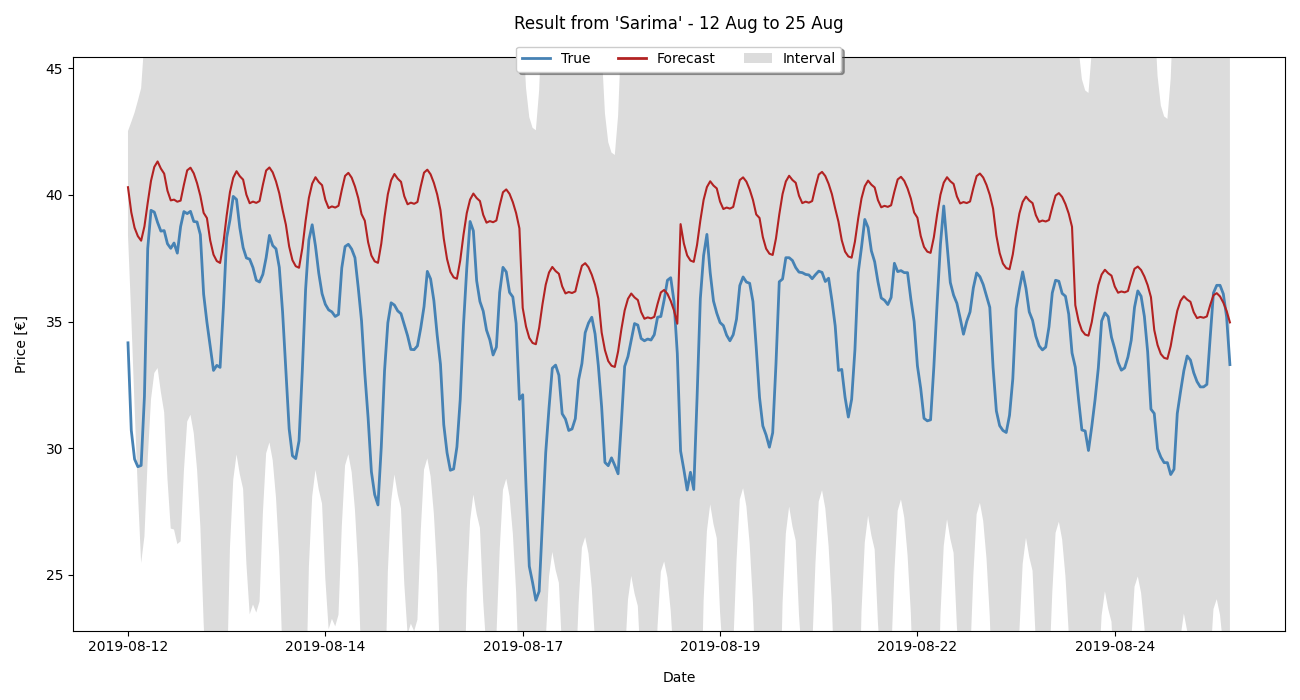 Result from 'Sarima' - 12 Aug to 25 Aug
True Forecast Interval
45
40
35
30
25
Price [€]
2019-08-12 2019-08-14 2019-08-17 2019-08-19 2019-08-22 2019-08-24
Date